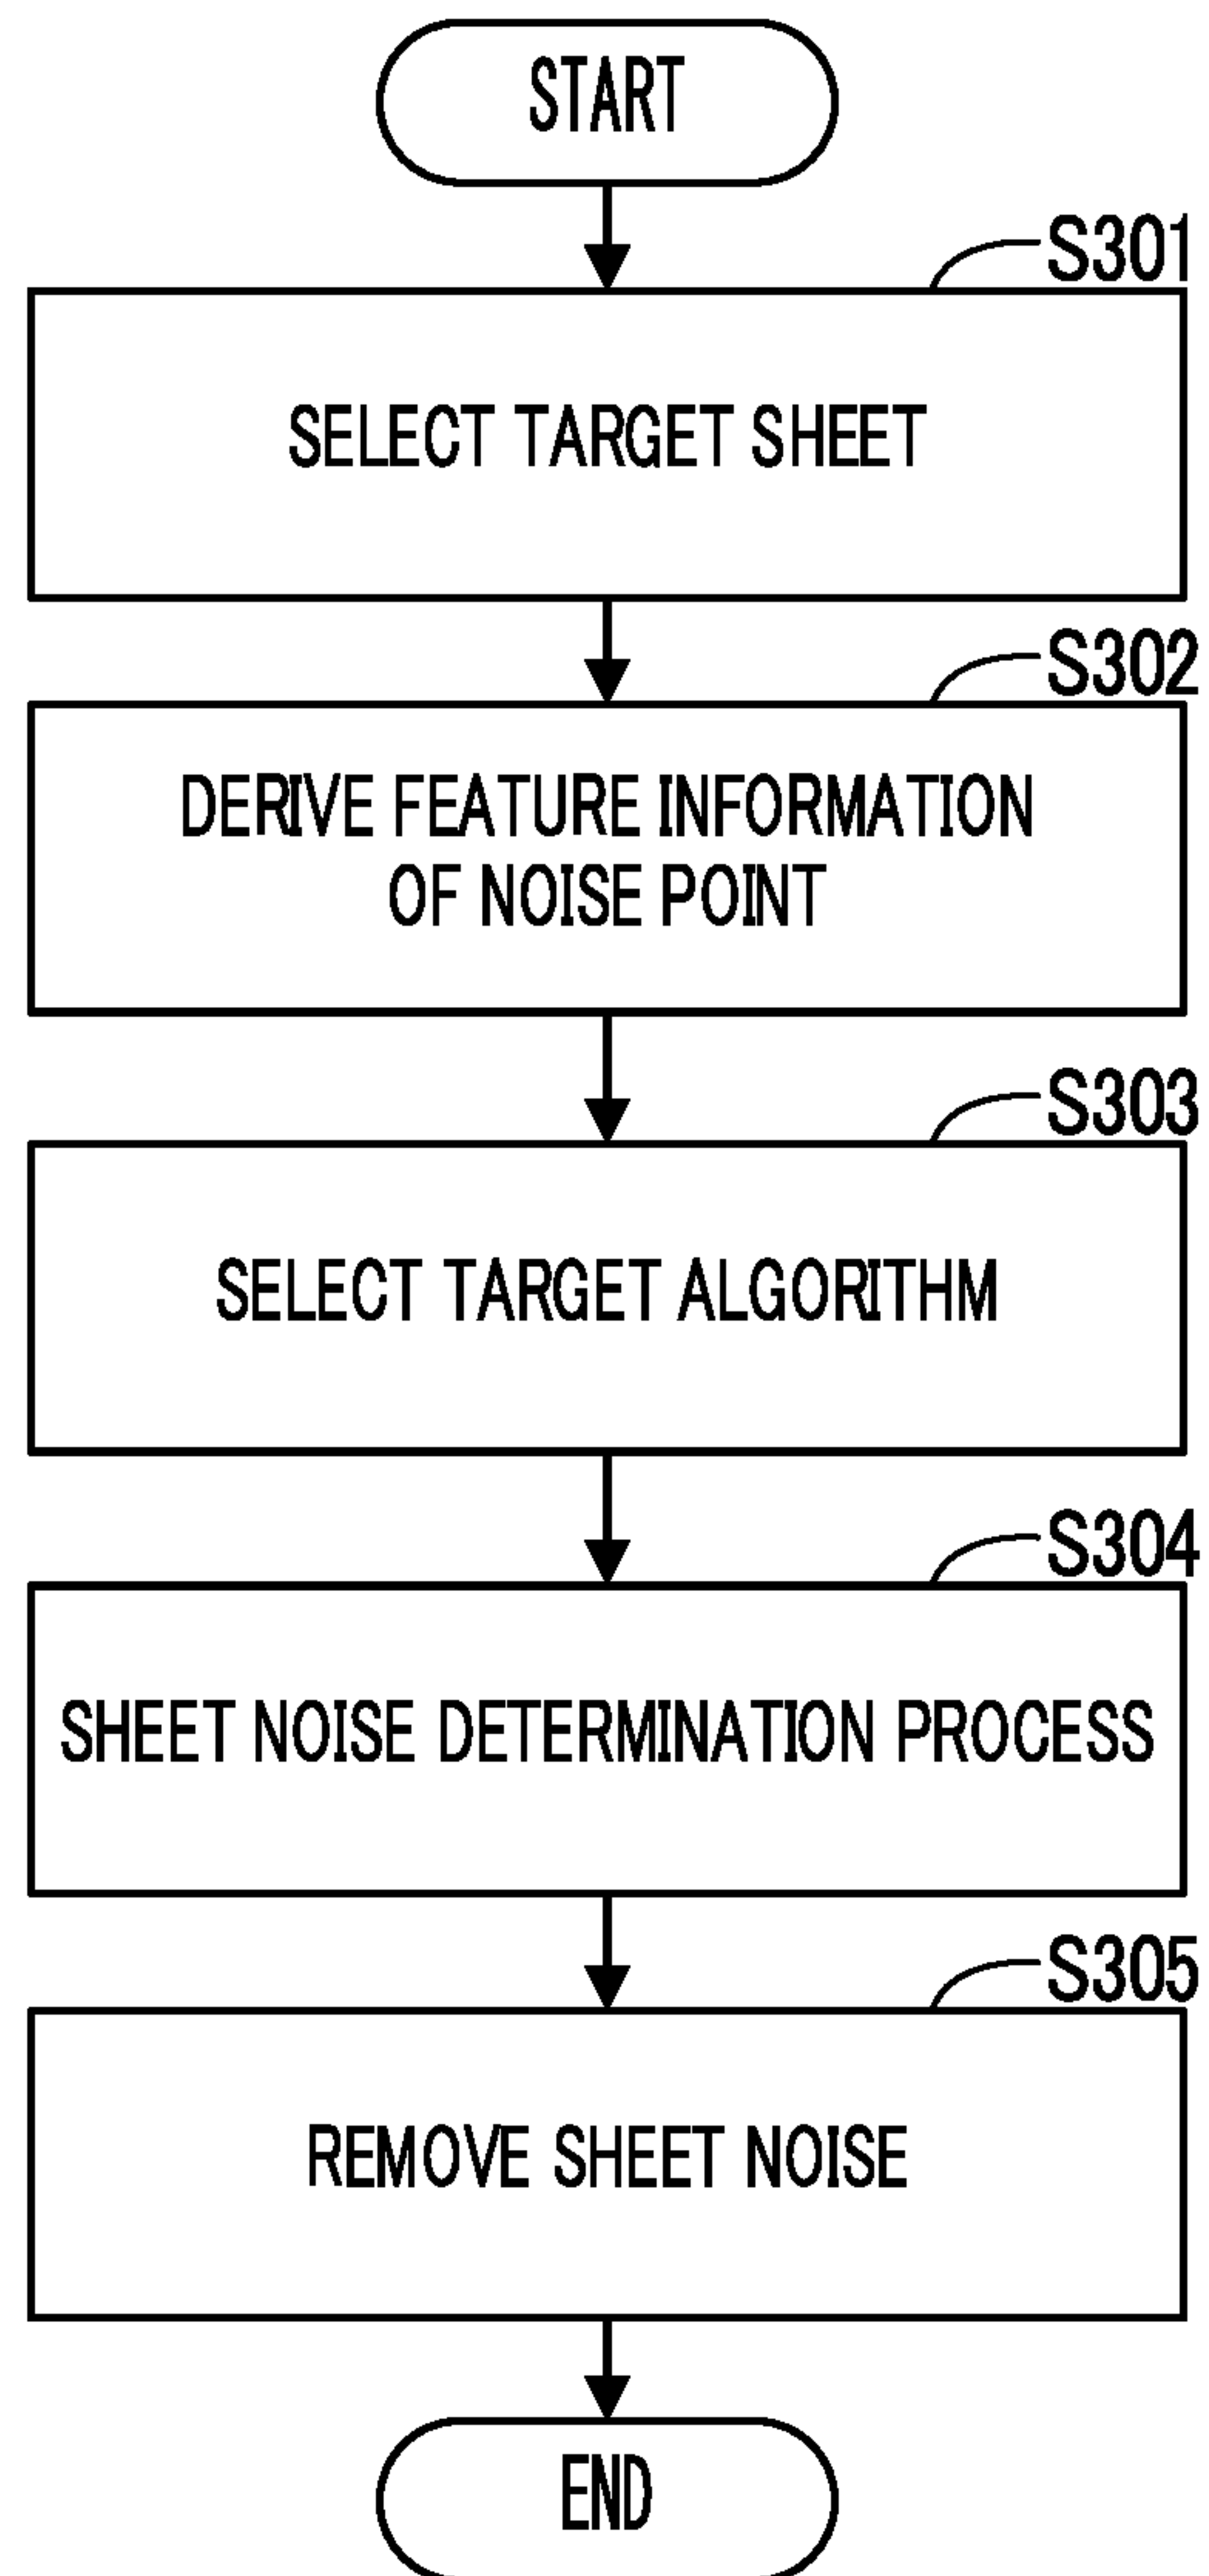 START
S301
SELECT TARGET SHEET
S302
DERIVE FEATURE INFORMATION
OF NOISE POINT
S303
SELECT TARGET ALGORITHM
S304
SHEET NOISE DETERMINATION PROCESS
S305
REMOVE SHEET NOISE
END